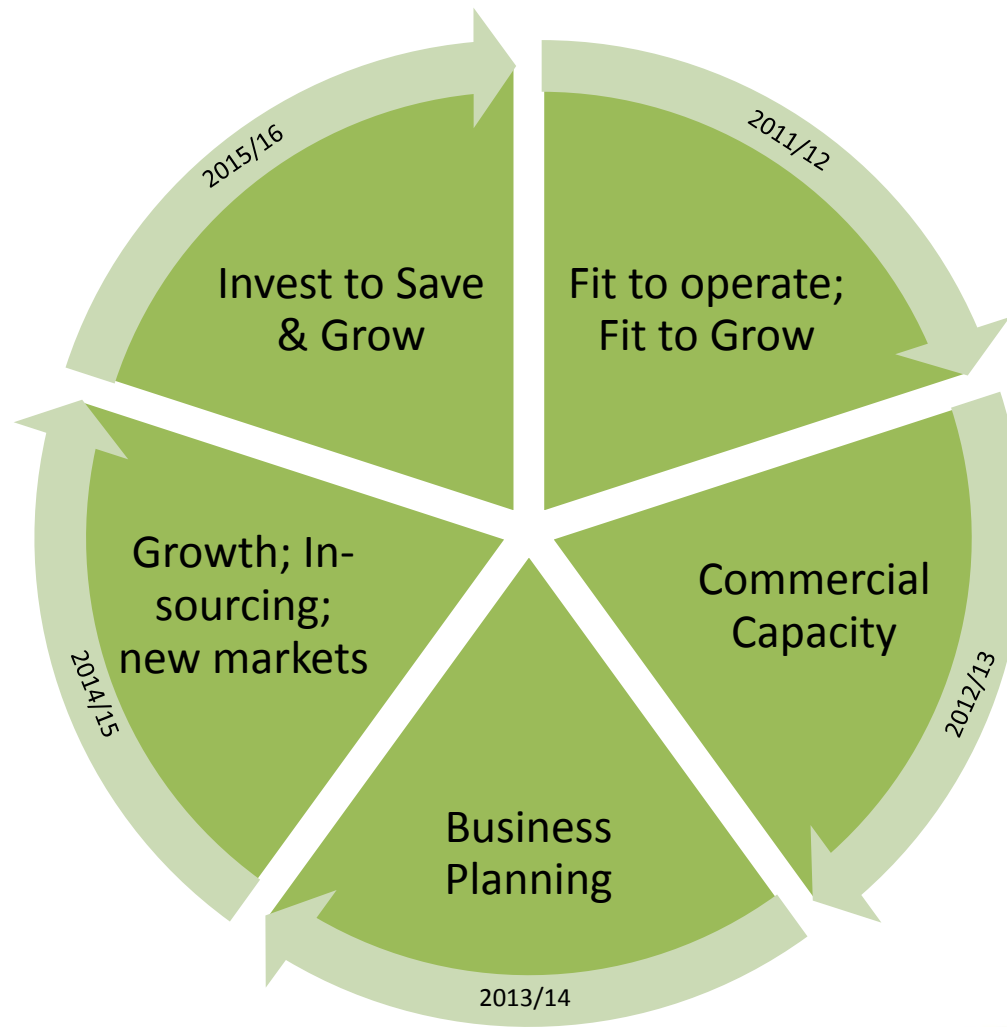 2011/12
Fit to operate;
Fit to Grow
2012/13
Commercial
Capacity
2013/14
Business
Planning
2014/15
Growth; In-
sourcing;
new markets
2015/16
Invest to Save
& Grow